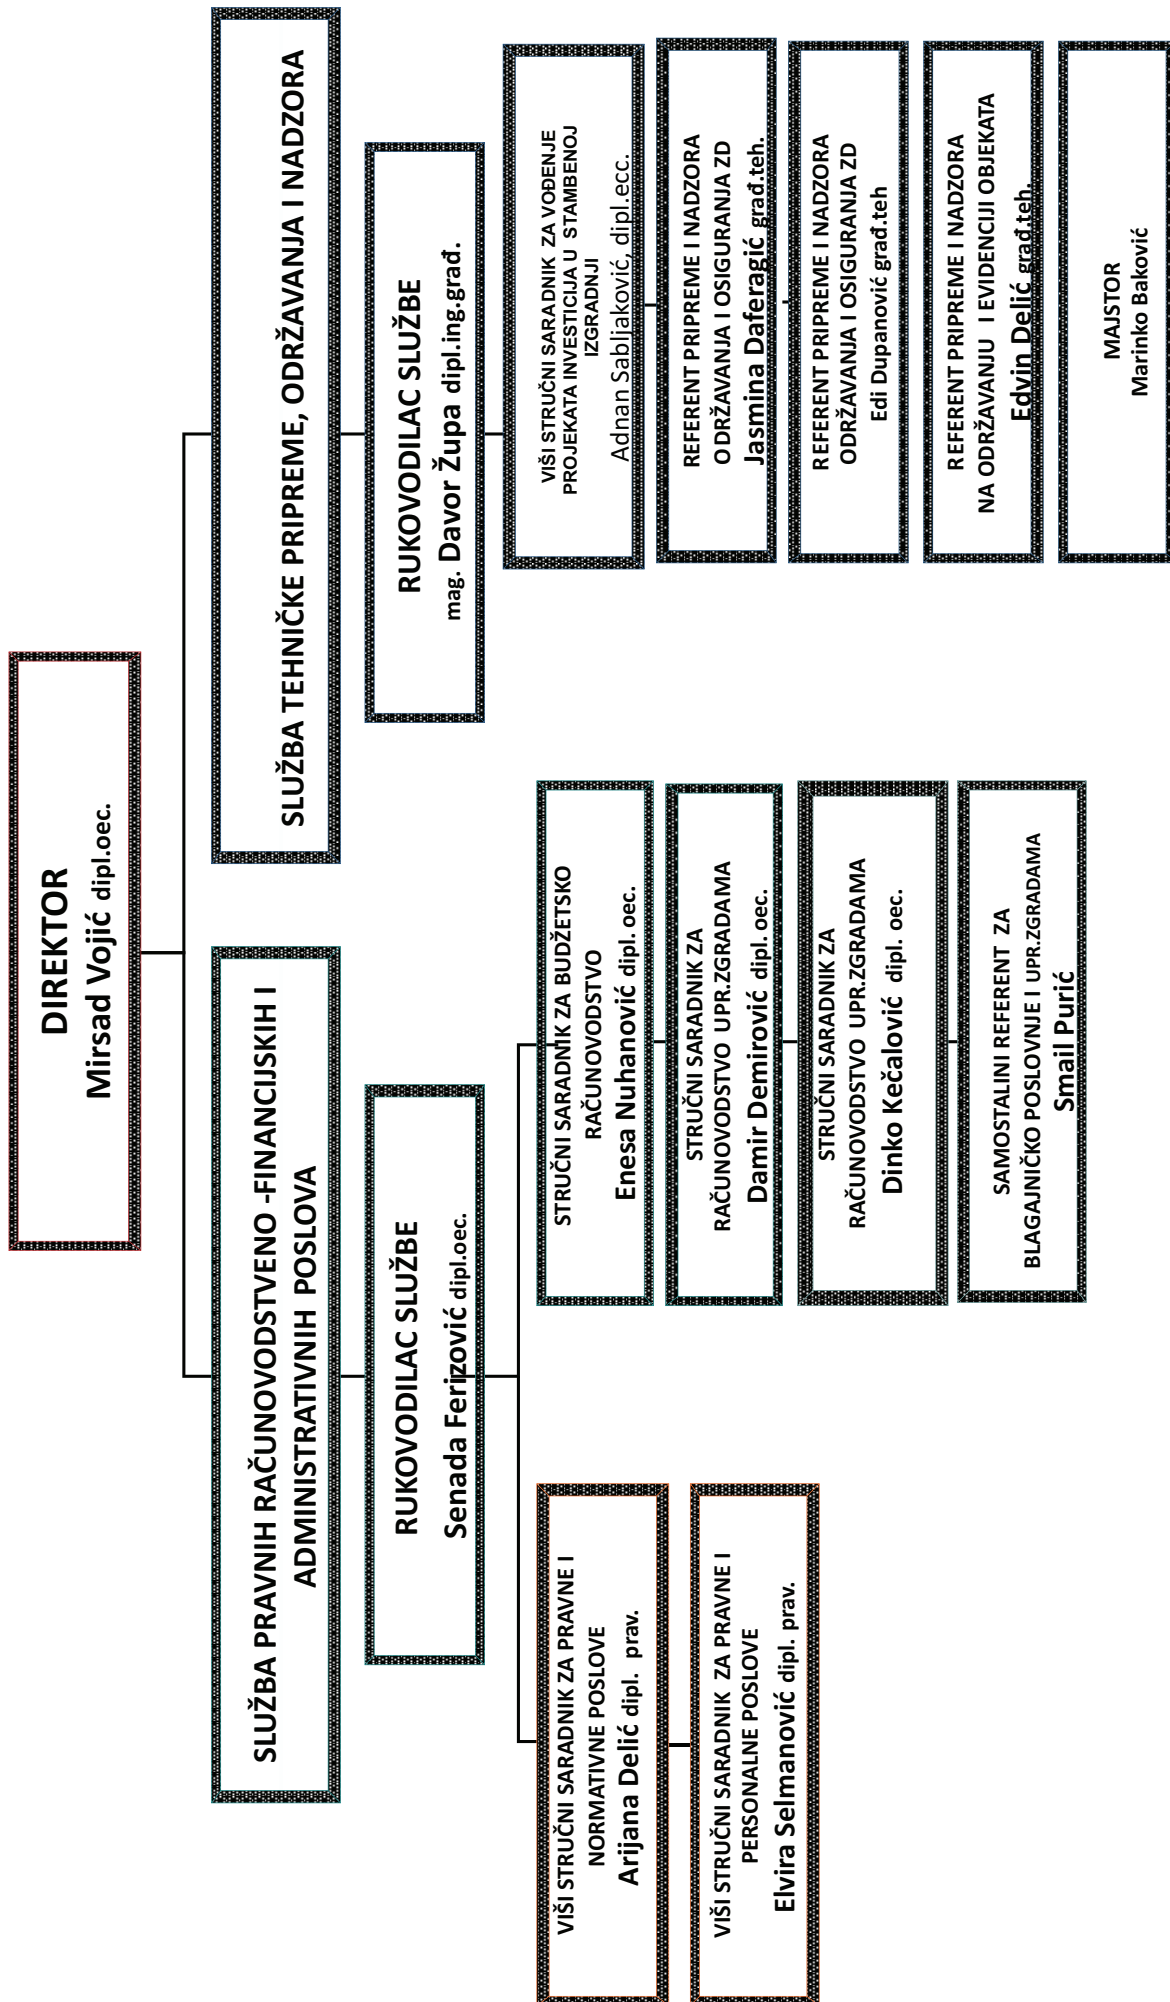 DIREKTOR
Mirsad Vojić dipl.oec.
SLUŽBA PRAVNIH RAČUNOVODSTVENO -FINANCIJSKIH I
ADMINISTRATIVNIH POSLOVA
SLUŽBA TEHNIČKE PRIPREME, ODRŽAVANJA I NADZORA
RUKOVODILAC SLUŽBE
Senada Ferizović dipl.oec.
RUKOVODILAC SLUŽBE
mag. Davor Župa dipl.ing.građ.
VIŠI STRUČNI SARADNIK ZA PRAVNE I
NORMATIVNE POSLOVE
Arijana Delić dipl. prav.
VIŠI STRUČNI SARADNIK ZA PRAVNE I
PERSONALNE POSLOVE
Elvira Selmanović dipl. prav.
STRUČNI SARADNIK ZA BUDŽETSKO
RAČUNOVODSTVO
Enesa Nuhanović dipl. oec.
STRUČNI SARADNIK ZA
RAČUNOVODSTVO UPR.ZGRADAMA
Damir Demirović dipl. oec.
STRUČNI SARADNIK ZA
RAČUNOVODSTVO UPR.ZGRADAMA
Dinko Kečalović dipl. oec.
SAMOSTALINI REFERENT ZA
BLAGAJNIČKO POSLOVNJE I UPR.ZGRADAMA
Smail Purić
VIŠI STRUČNI SARADNIK ZA VOĐENJE
PROJEKATA INVESTICIJA U STAMBENOJ
IZGRADNJI
Adnan Sabljaković, dipl.ecc.
REFERENT PRIPREME I NADZORA
ODRŽAVANJA I OSIGURANJA ZD
Jasmina Daferagić građ.teh.
REFERENT PRIPREME I NADZORA
ODRŽAVANJA I OSIGURANJA ZD
Edi Dupanović građ.teh
REFERENT PRIPREME I NADZORA
NA ODRŽAVANJU I EVIDENCIJI OBJEKATA
Edvin Delić građ.teh.
MAJSTOR
Marinko Baković